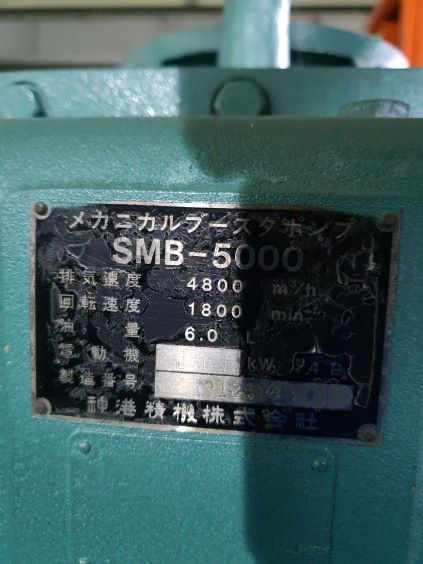 メカニカルブースタポンプ
SMB-5000
排気速度 4800 m³/h
回転速度 1800 min⁻¹
油量 6.0 L
電動機 kW 4P
製造番号
神港精機株式会社